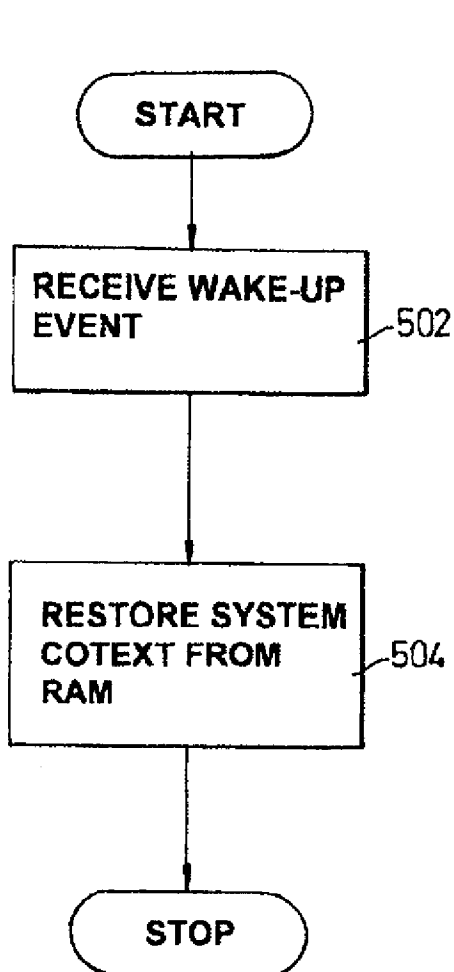 START
RECEIVE WAKE-UP
EVENT
502
RESTORE SYSTEM
COTEXT FROM
RAM
504
STOP